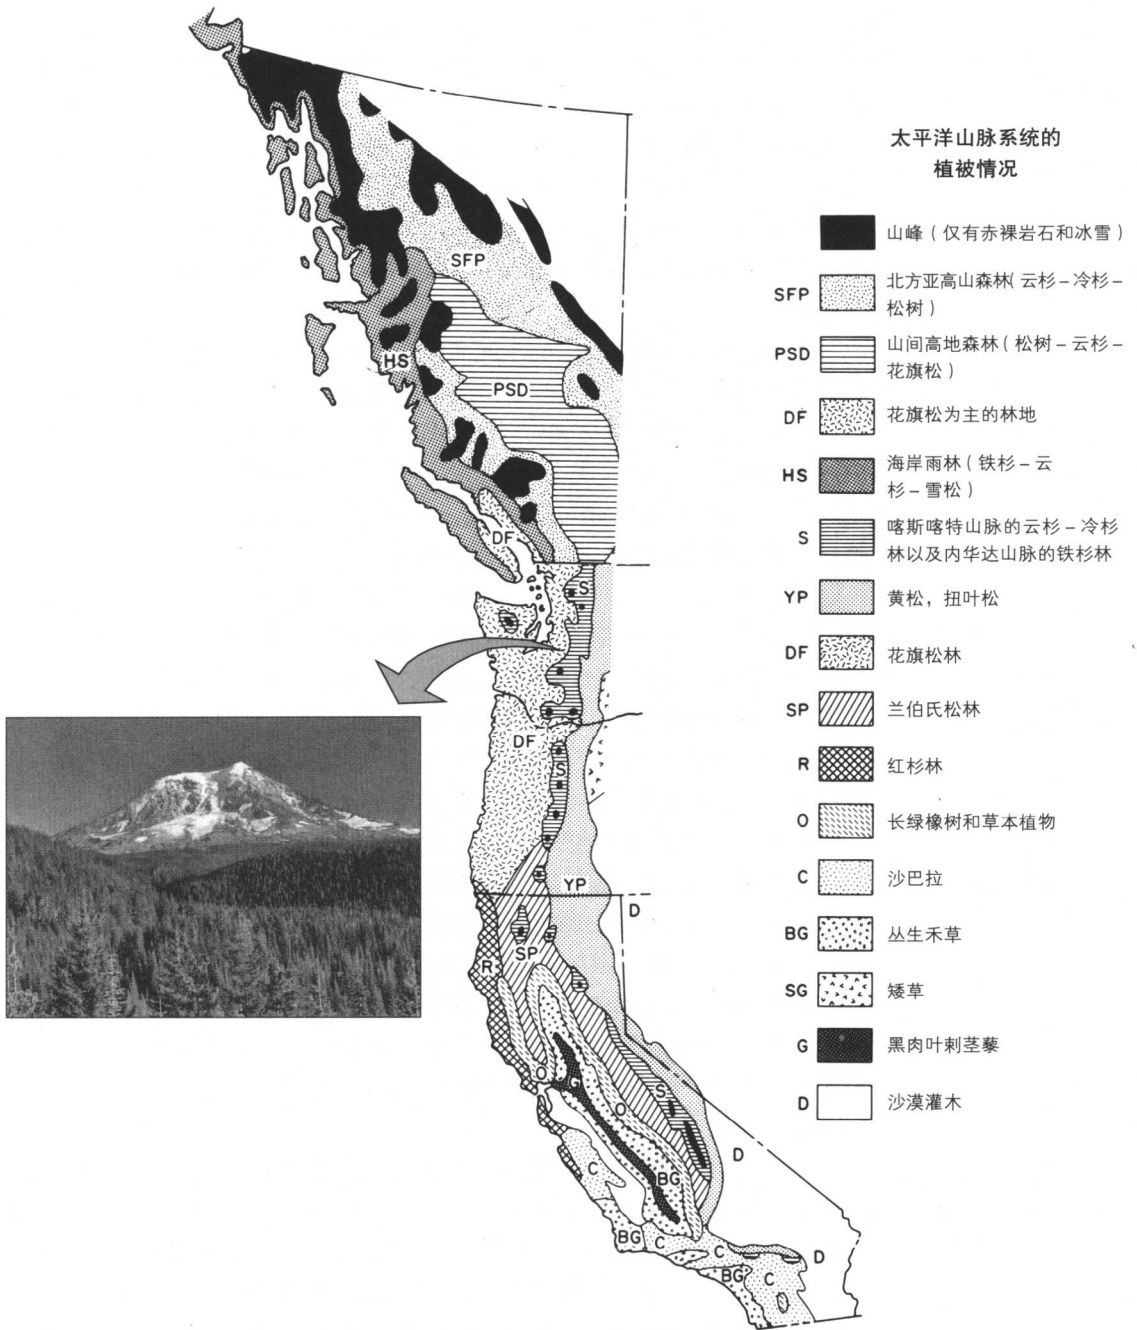 太平洋山脉系统的
植被情况
山峰（仅有赤裸岩石和冰雪）
SFP 北方亚高山森林（云杉－冷杉－
松树）
PSD 山间高地森林（松树－云杉－
花旗松）
DF 花旗松为主的林地
HS 海岸雨林（铁杉－云
杉－雪松）
S 喀斯喀特山脉的云杉－冷杉
林以及内华达山脉的铁杉林
YP 黄松，扭叶松
DF 花旗松林
SP 兰伯氏松林
R 红杉林
O 长绿橡树和草本植物
C 沙巴拉
BG 丛生禾草
SG 矮草
G 黑肉叶刺茎藜
D 沙漠灌木
SFP
HS
PSD
DF
S
DF
S
YP
D
SP
R
O
G
S
O
D
C
BG
BG
C
C
D
BG
C